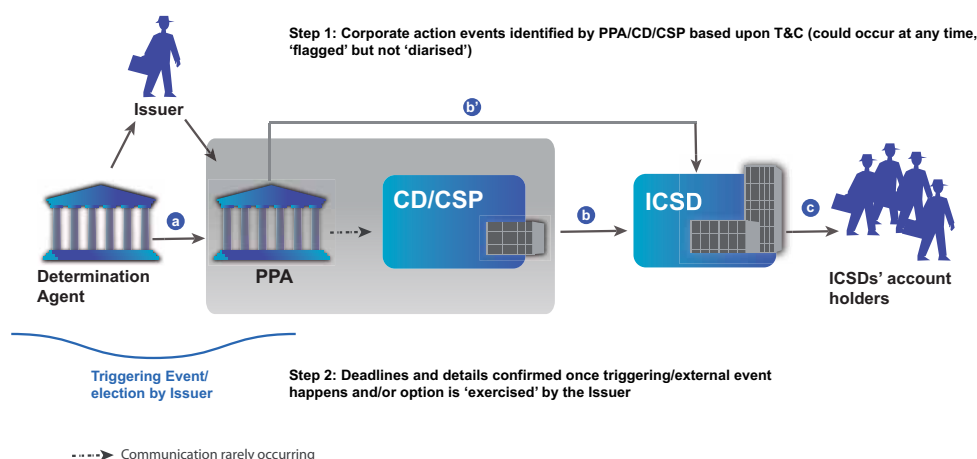 Step 1: Corporate action events identified by PPA/CD/CSP based upon T&C (could occur at any time,
‘flagged’ but not ‘diarised’)
Issuer
b’
CD/CSP
ICSD
a
b
c
Determination
Agent
PPA
ICSDs’ account
holders
Triggering Event/
election by Issuer
Step 2: Deadlines and details confirmed once triggering/external event
happens and/or option is ‘exercised’ by the Issuer
Communication rarely occurring